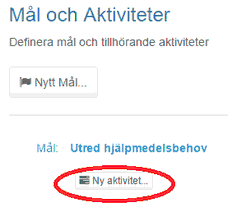 Mål och Aktiviteter
Definera mål och tillhörande aktiviteter
Nytt Mål...
Mål: Utred hjälpmedelsbehov
Ny aktivitet...